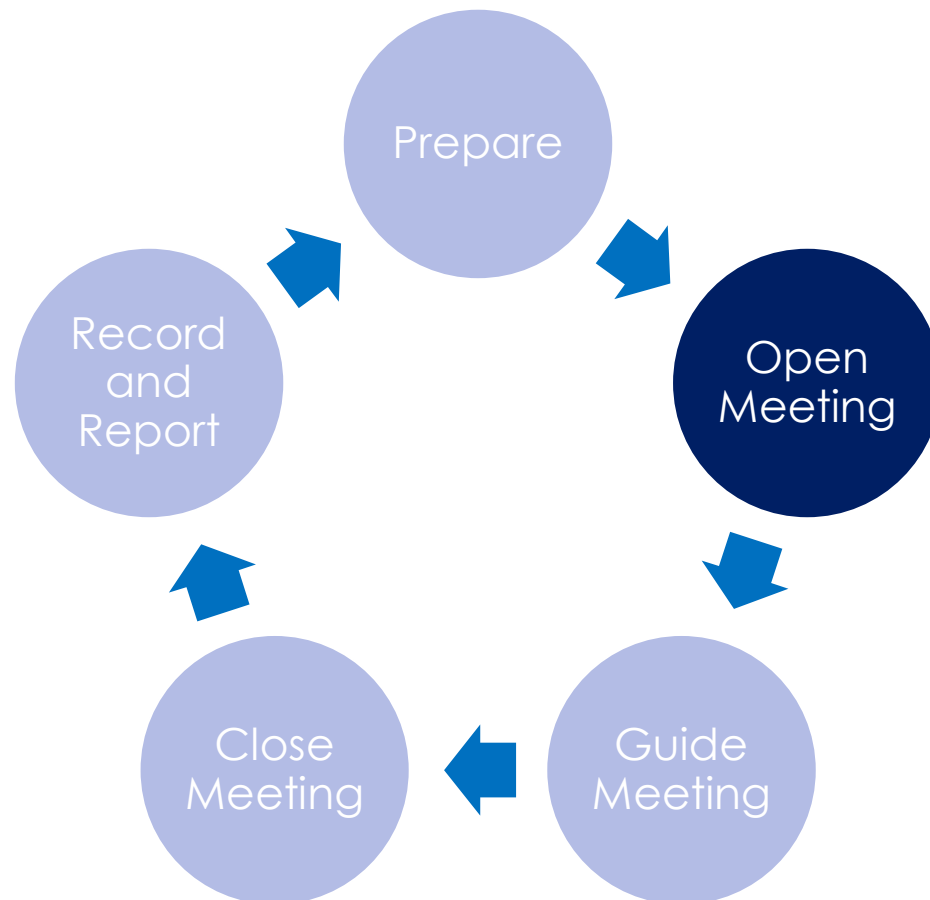 Prepare
Open
Meeting
Guide
Meeting
Close
Meeting
Record
and
Report